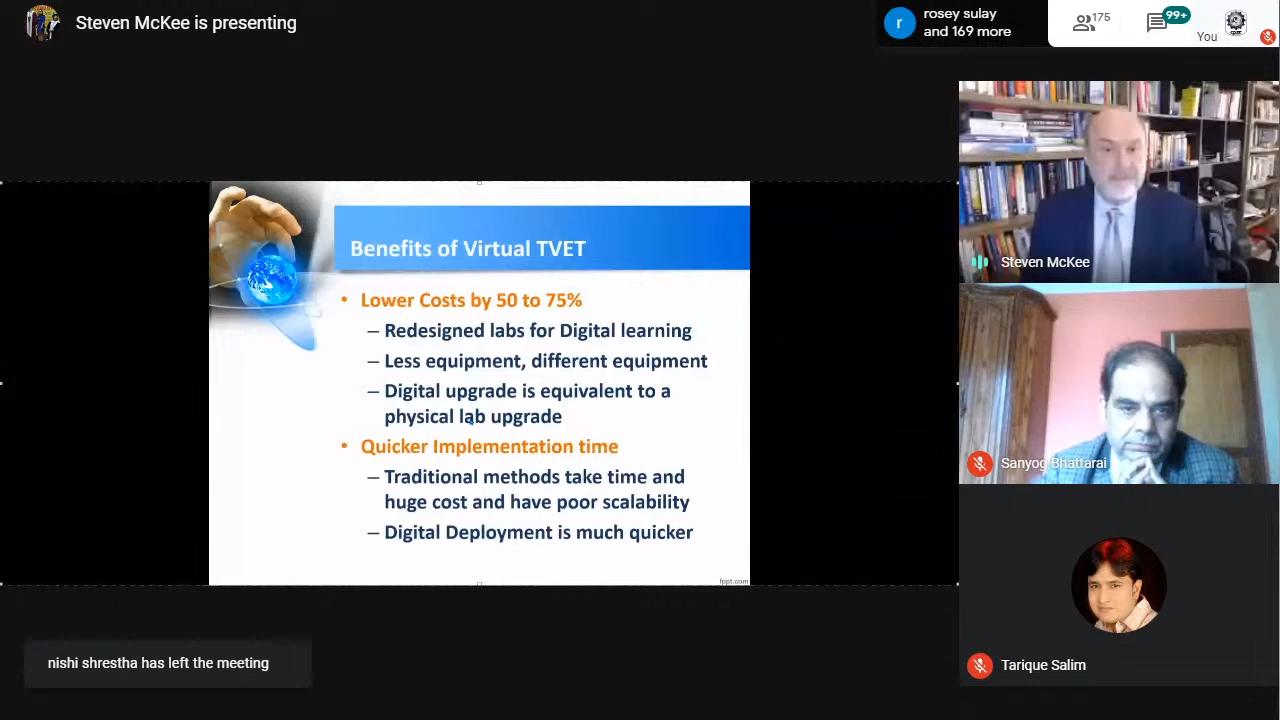 Steven McKee is presenting
r
rosey sulay
and 169 more
175
99+
You
Steven McKee
Benefits of Virtual TVET
• Lower Costs by 50 to 75%
– Redesigned labs for Digital learning
– Less equipment, different equipment
– Digital upgrade is equivalent to a
physical lab upgrade
• Quicker Implementation time
– Traditional methods take time and
huge cost and have poor scalability
– Digital Deployment is much quicker
fppt.com
Sanyog Bhattarai
Tarique Salim
nishi shrestha has left the meeting